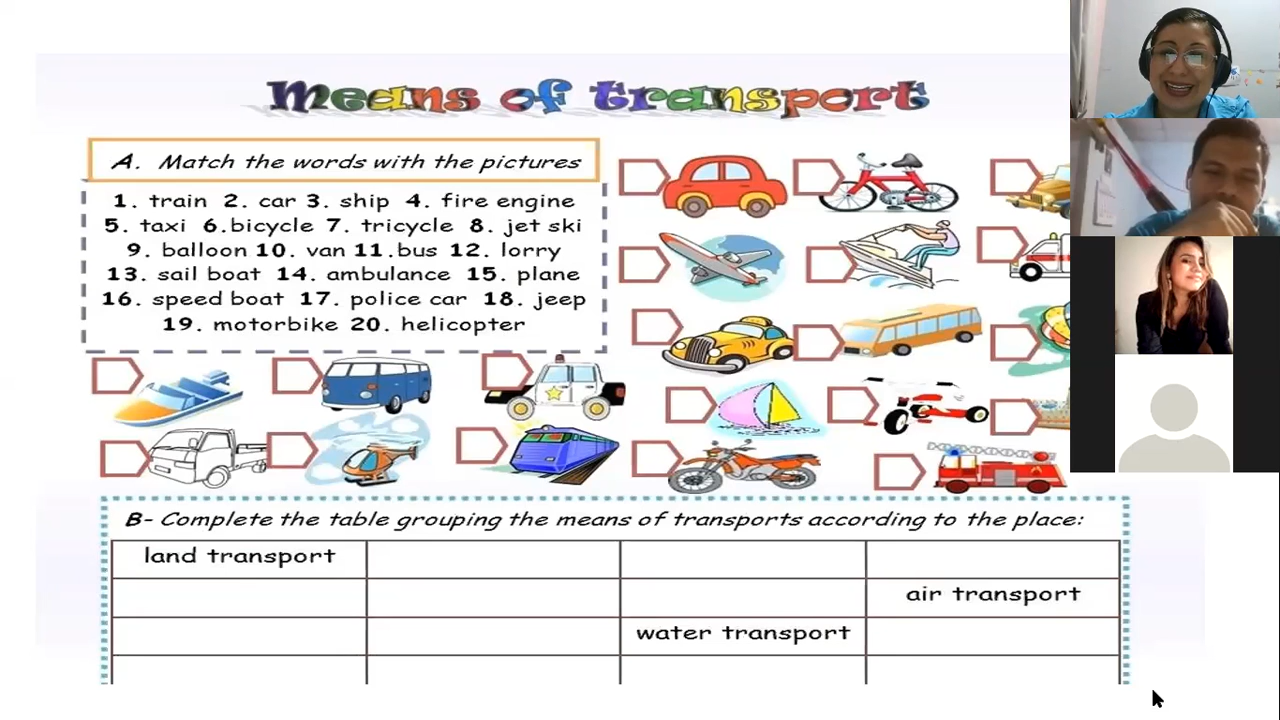 Means of transport
A. Match the words with the pictures
1. train 2. car 3. ship 4. fire engine
5. taxi 6.bicycle 7. tricycle 8. jet ski
9. balloon 10. van 11.bus 12. lorry
13. sail boat 14. ambulance 15. plane
16. speed boat 17. police car 18. jeep
19. motorbike 20. helicopter
B- Complete the table grouping the means of transports according to the place:
land transport
air transport
water transport